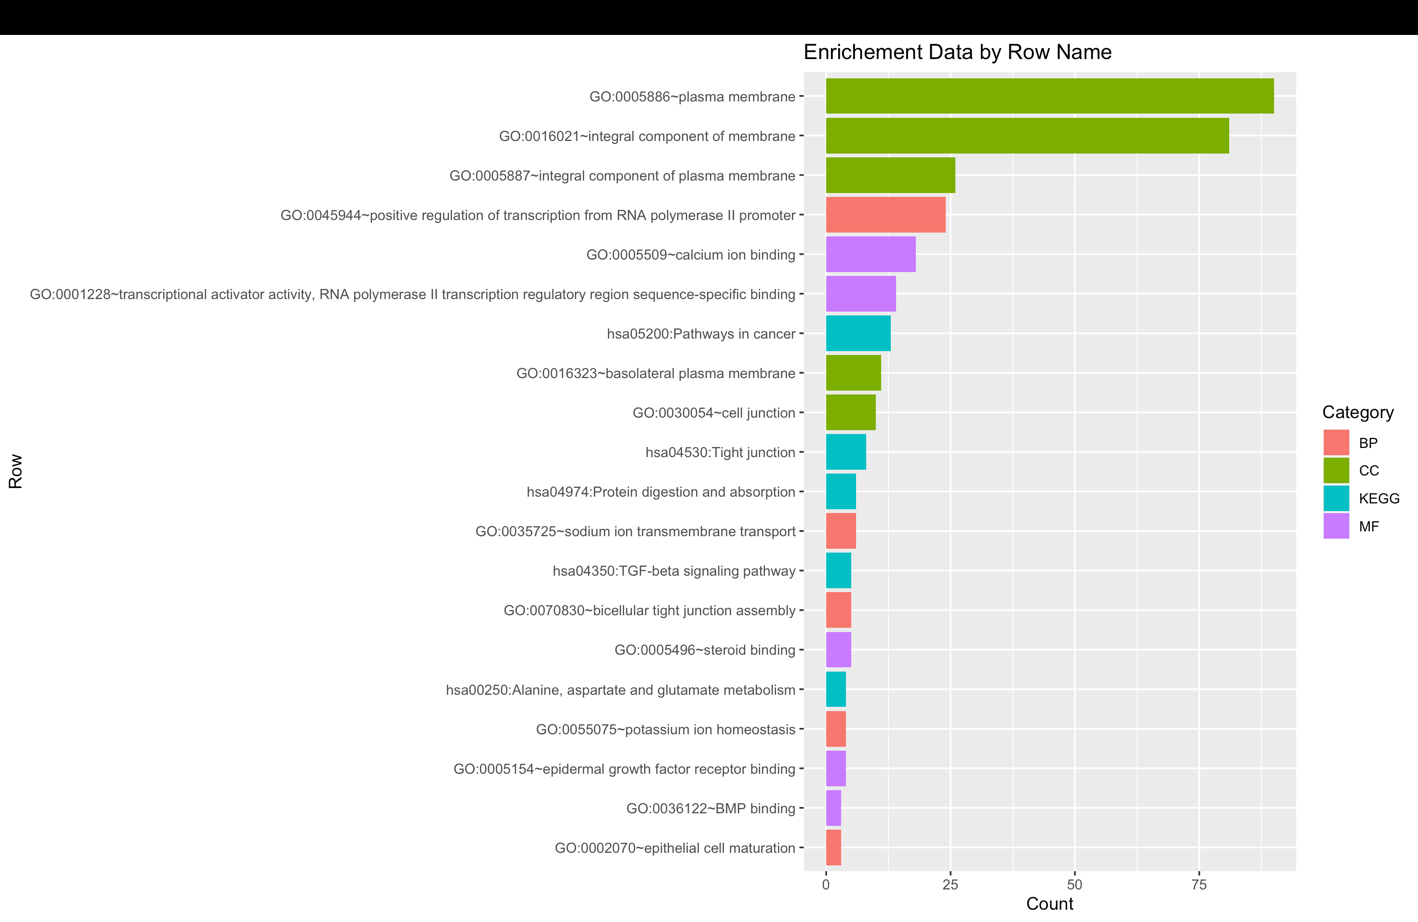 Enrichement Data by Row Name
GO:0005886~plasma membrane
GO:0016021~integral component of membrane
GO:0005887~integral component of plasma membrane
GO:0045944~positive regulation of transcription from RNA polymerase II promoter
GO:0005509~calcium ion binding
GO:0001228~transcriptional activator activity, RNA polymerase II transcription regulatory region sequence-specific binding
hsa05200:Pathways in cancer
GO:0016323~basolateral plasma membrane
GO:0030054~cell junction
hsa04530:Tight junction
hsa04974:Protein digestion and absorption
GO:0035725~sodium ion transmembrane transport
hsa04350:TGF-beta signaling pathway
GO:0070830~bicellular tight junction assembly
GO:0005496~steroid binding
hsa00250:Alanine, aspartate and glutamate metabolism
GO:0055075~potassium ion homeostasis
GO:0005154~epidermal growth factor receptor binding
GO:0036122~BMP binding
GO:0002070~epithelial cell maturation
Row
0 25 50 75
Count
Category
BP
CC
KEGG
MF